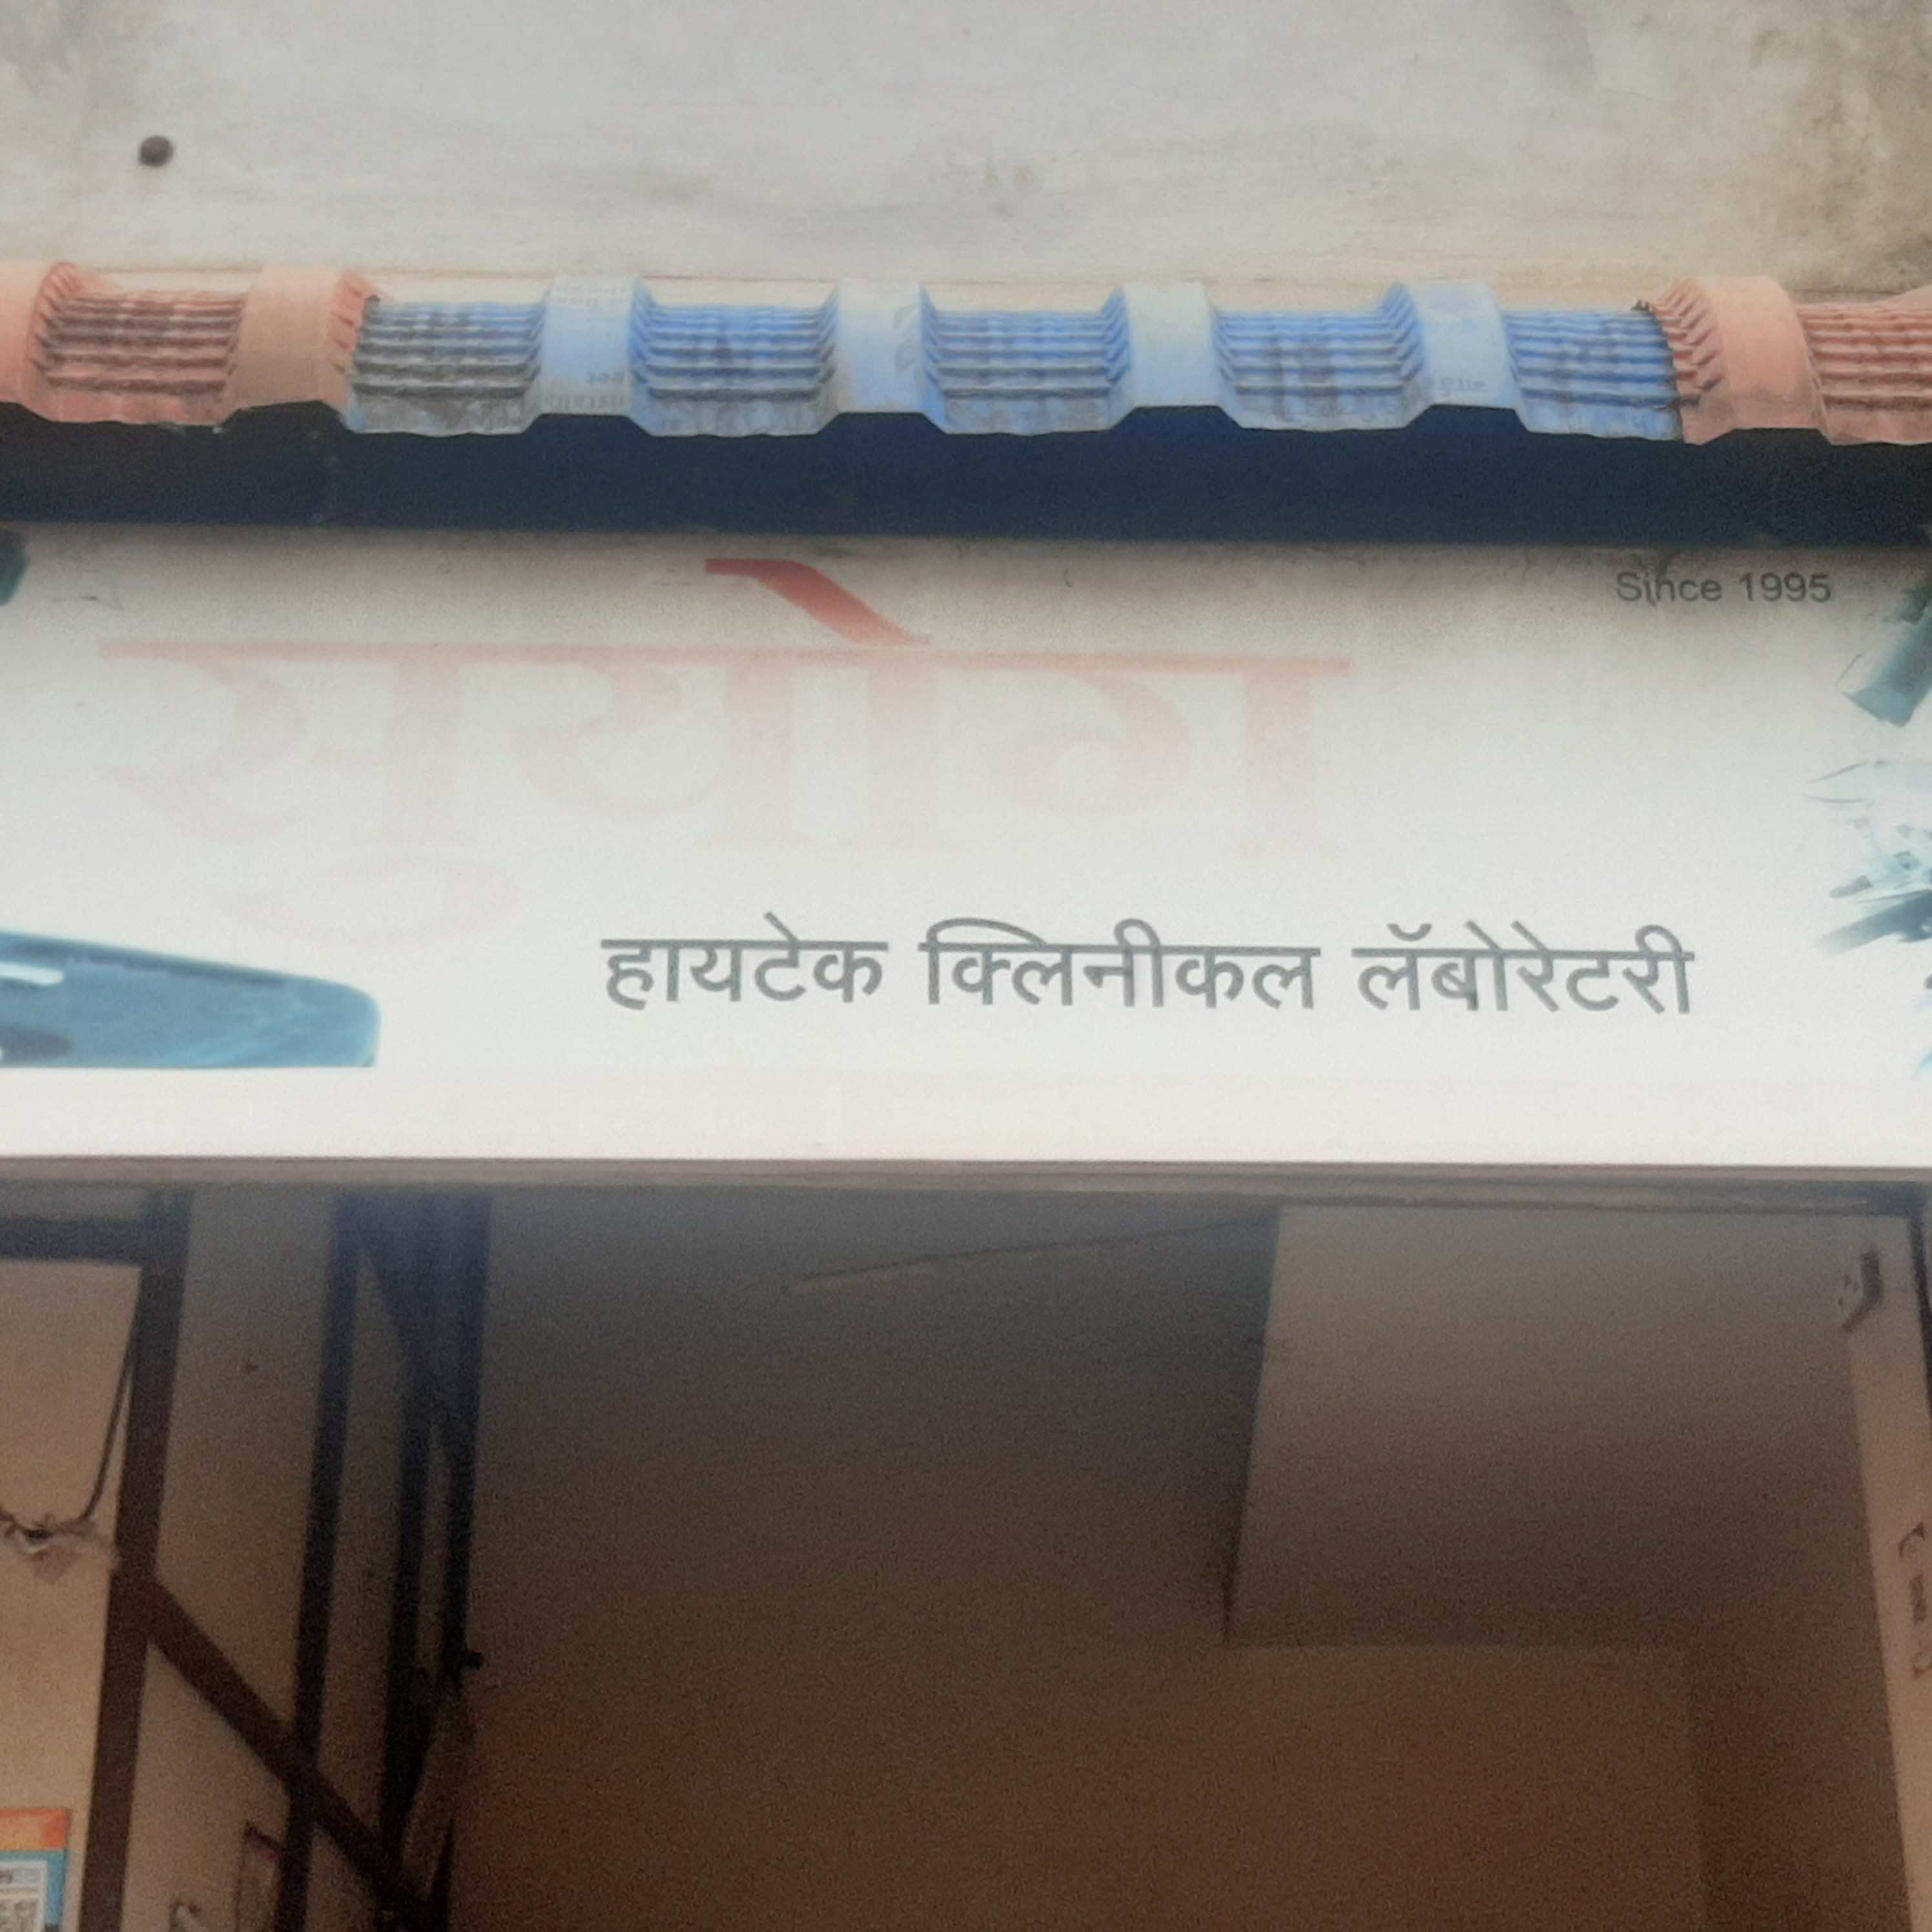 Since 1995
सुयोग
हायटेक क्लिनीकल लॅबोरेटरी